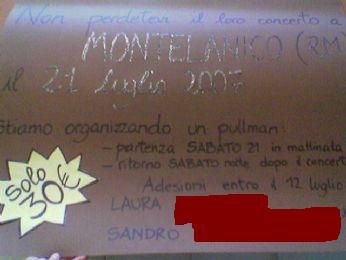 Non perdetevi il loro concerto a
MONTELANICO (RM
il 21 luglio 2007
Stiamo organizzando un pullman:
- partenza SABATO 21 in mattinata
- ritorno SABATO notte dopo il concert
Adesioni entro il 12 luglio
solo
30€
LAURA
SANDRO